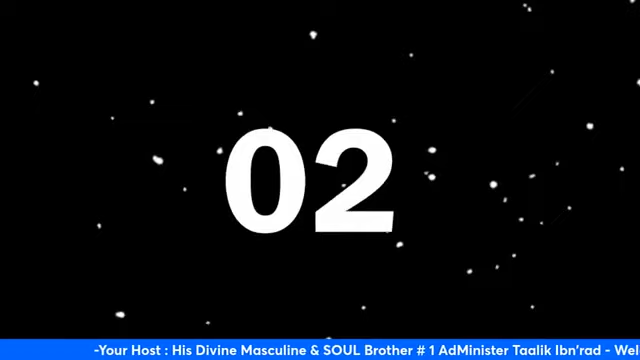 02
-Your Host : His Divine Masculine & SOUL Brother # 1 AdMinister Taalik Ibn'rad - Wel